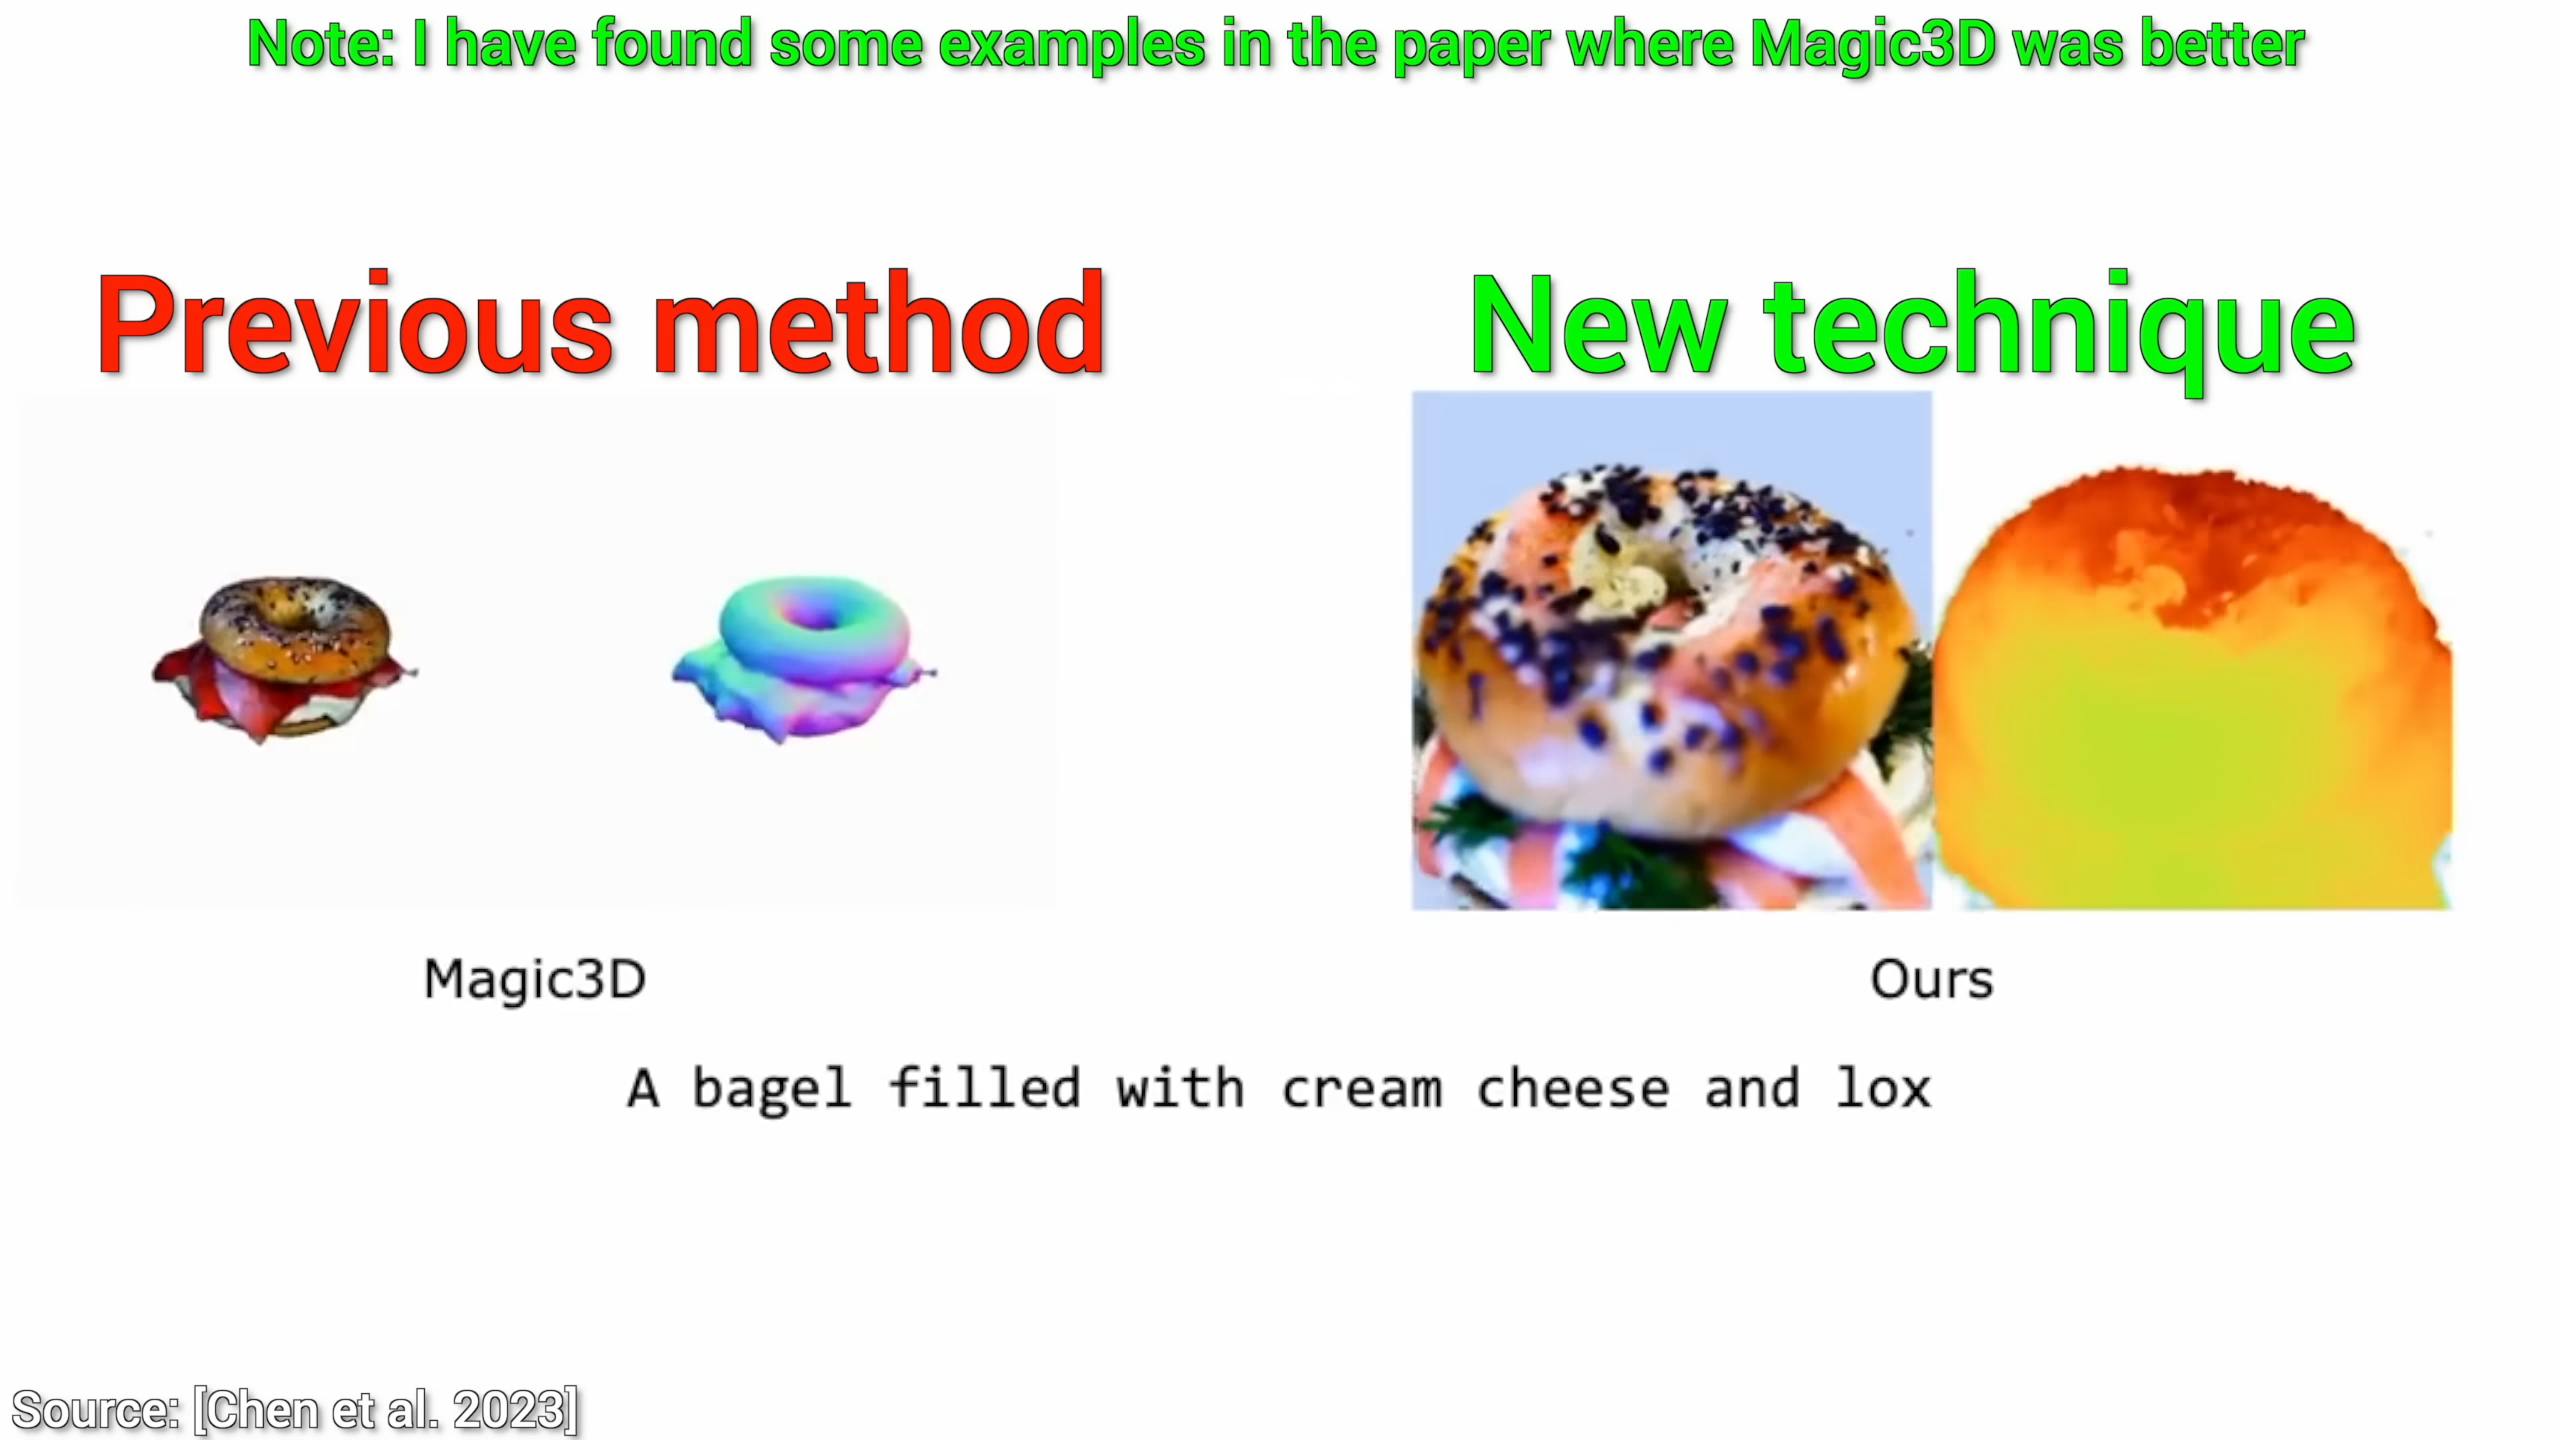 Note: I have found some examples in the paper where Magic3D was better
Previous method
New technique
Magic3D
Ours
A bagel filled with cream cheese and lox
Source: [Chen et al. 2023]